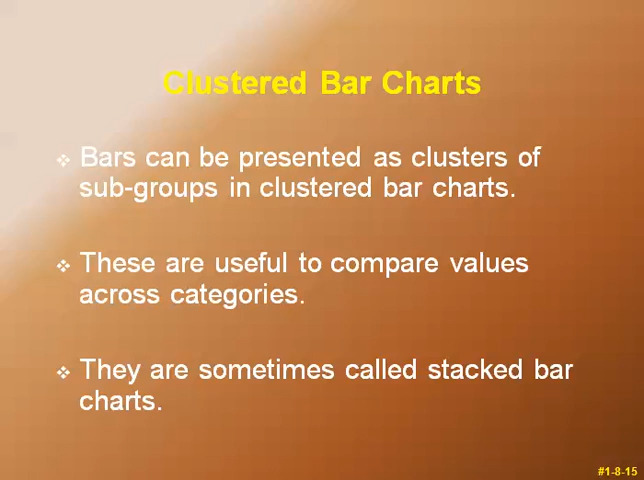 Clustered Bar Charts
❖ Bars can be presented as clusters of
sub-groups in clustered bar charts.
❖ These are useful to compare values
across categories.
❖ They are sometimes called stacked bar
charts.
#1-8-15